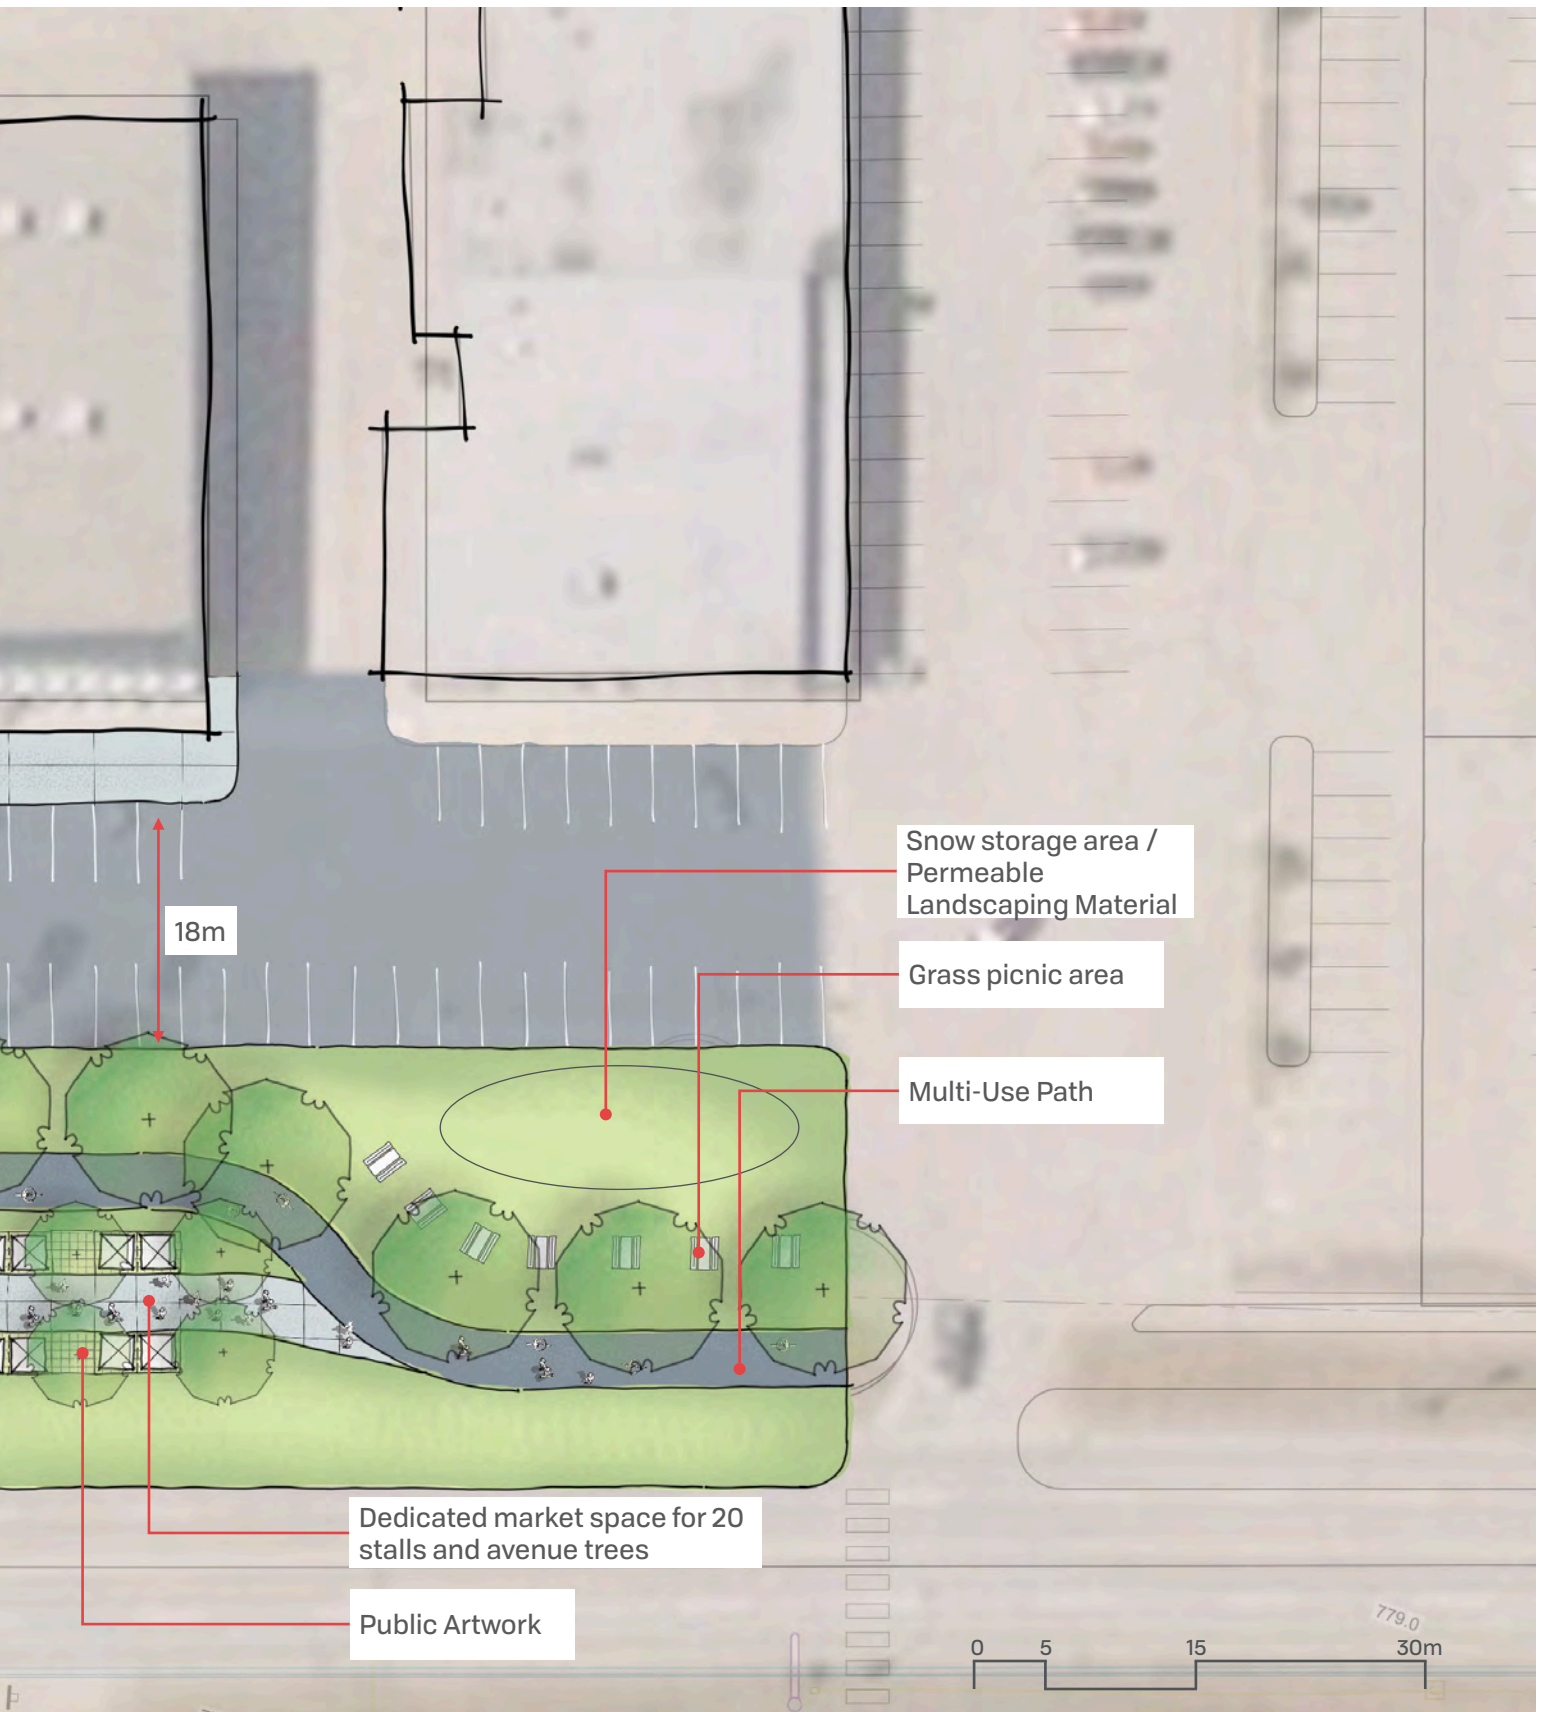 Snow storage area /
Permeable
Landscaping Material
18m
Grass picnic area
Multi-Use Path
Dedicated market space for 20
stalls and avenue trees
Public Artwork
779.0
0 5 15 30m